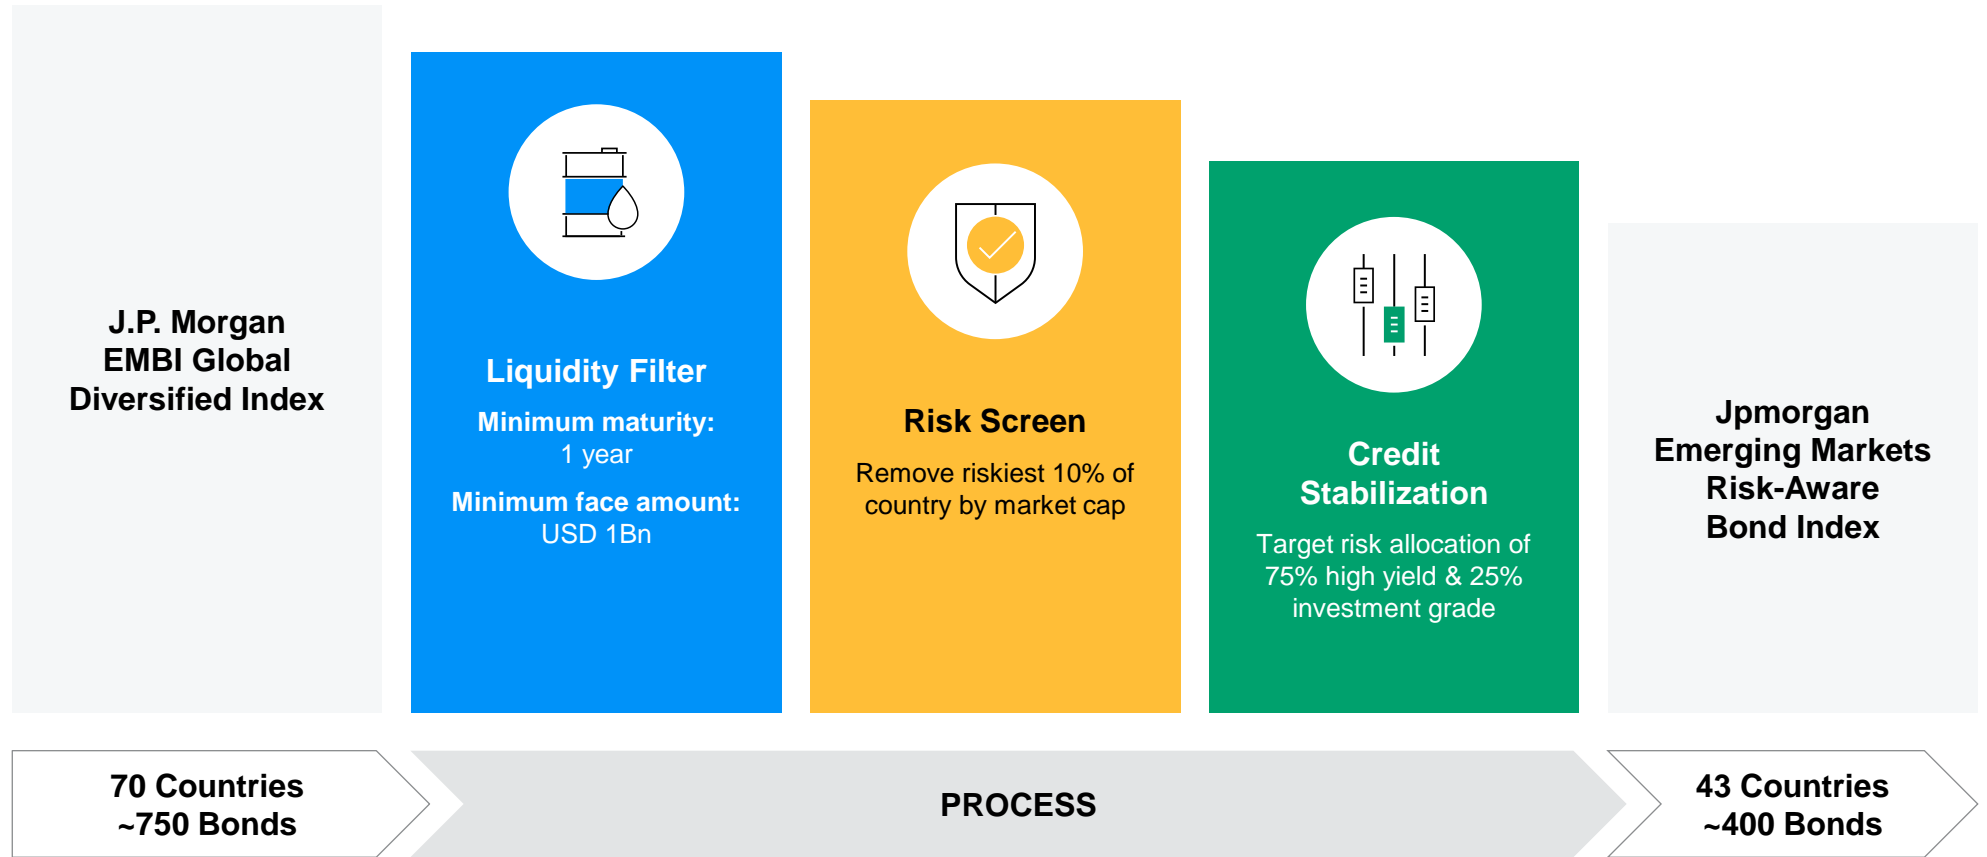 J.P. Morgan
EMBI Global
Diversified Index
Liquidity Filter
Minimum maturity:
1 year
Minimum face amount:
USD 1Bn
Risk Screen
Remove riskiest 10% of
country by market cap
Credit
Stabilization
Target risk allocation of
75% high yield & 25%
investment grade
Jpmorgan
Emerging Markets
Risk-Aware
Bond Index
70 Countries
~750 Bonds
PROCESS
43 Countries
~400 Bonds